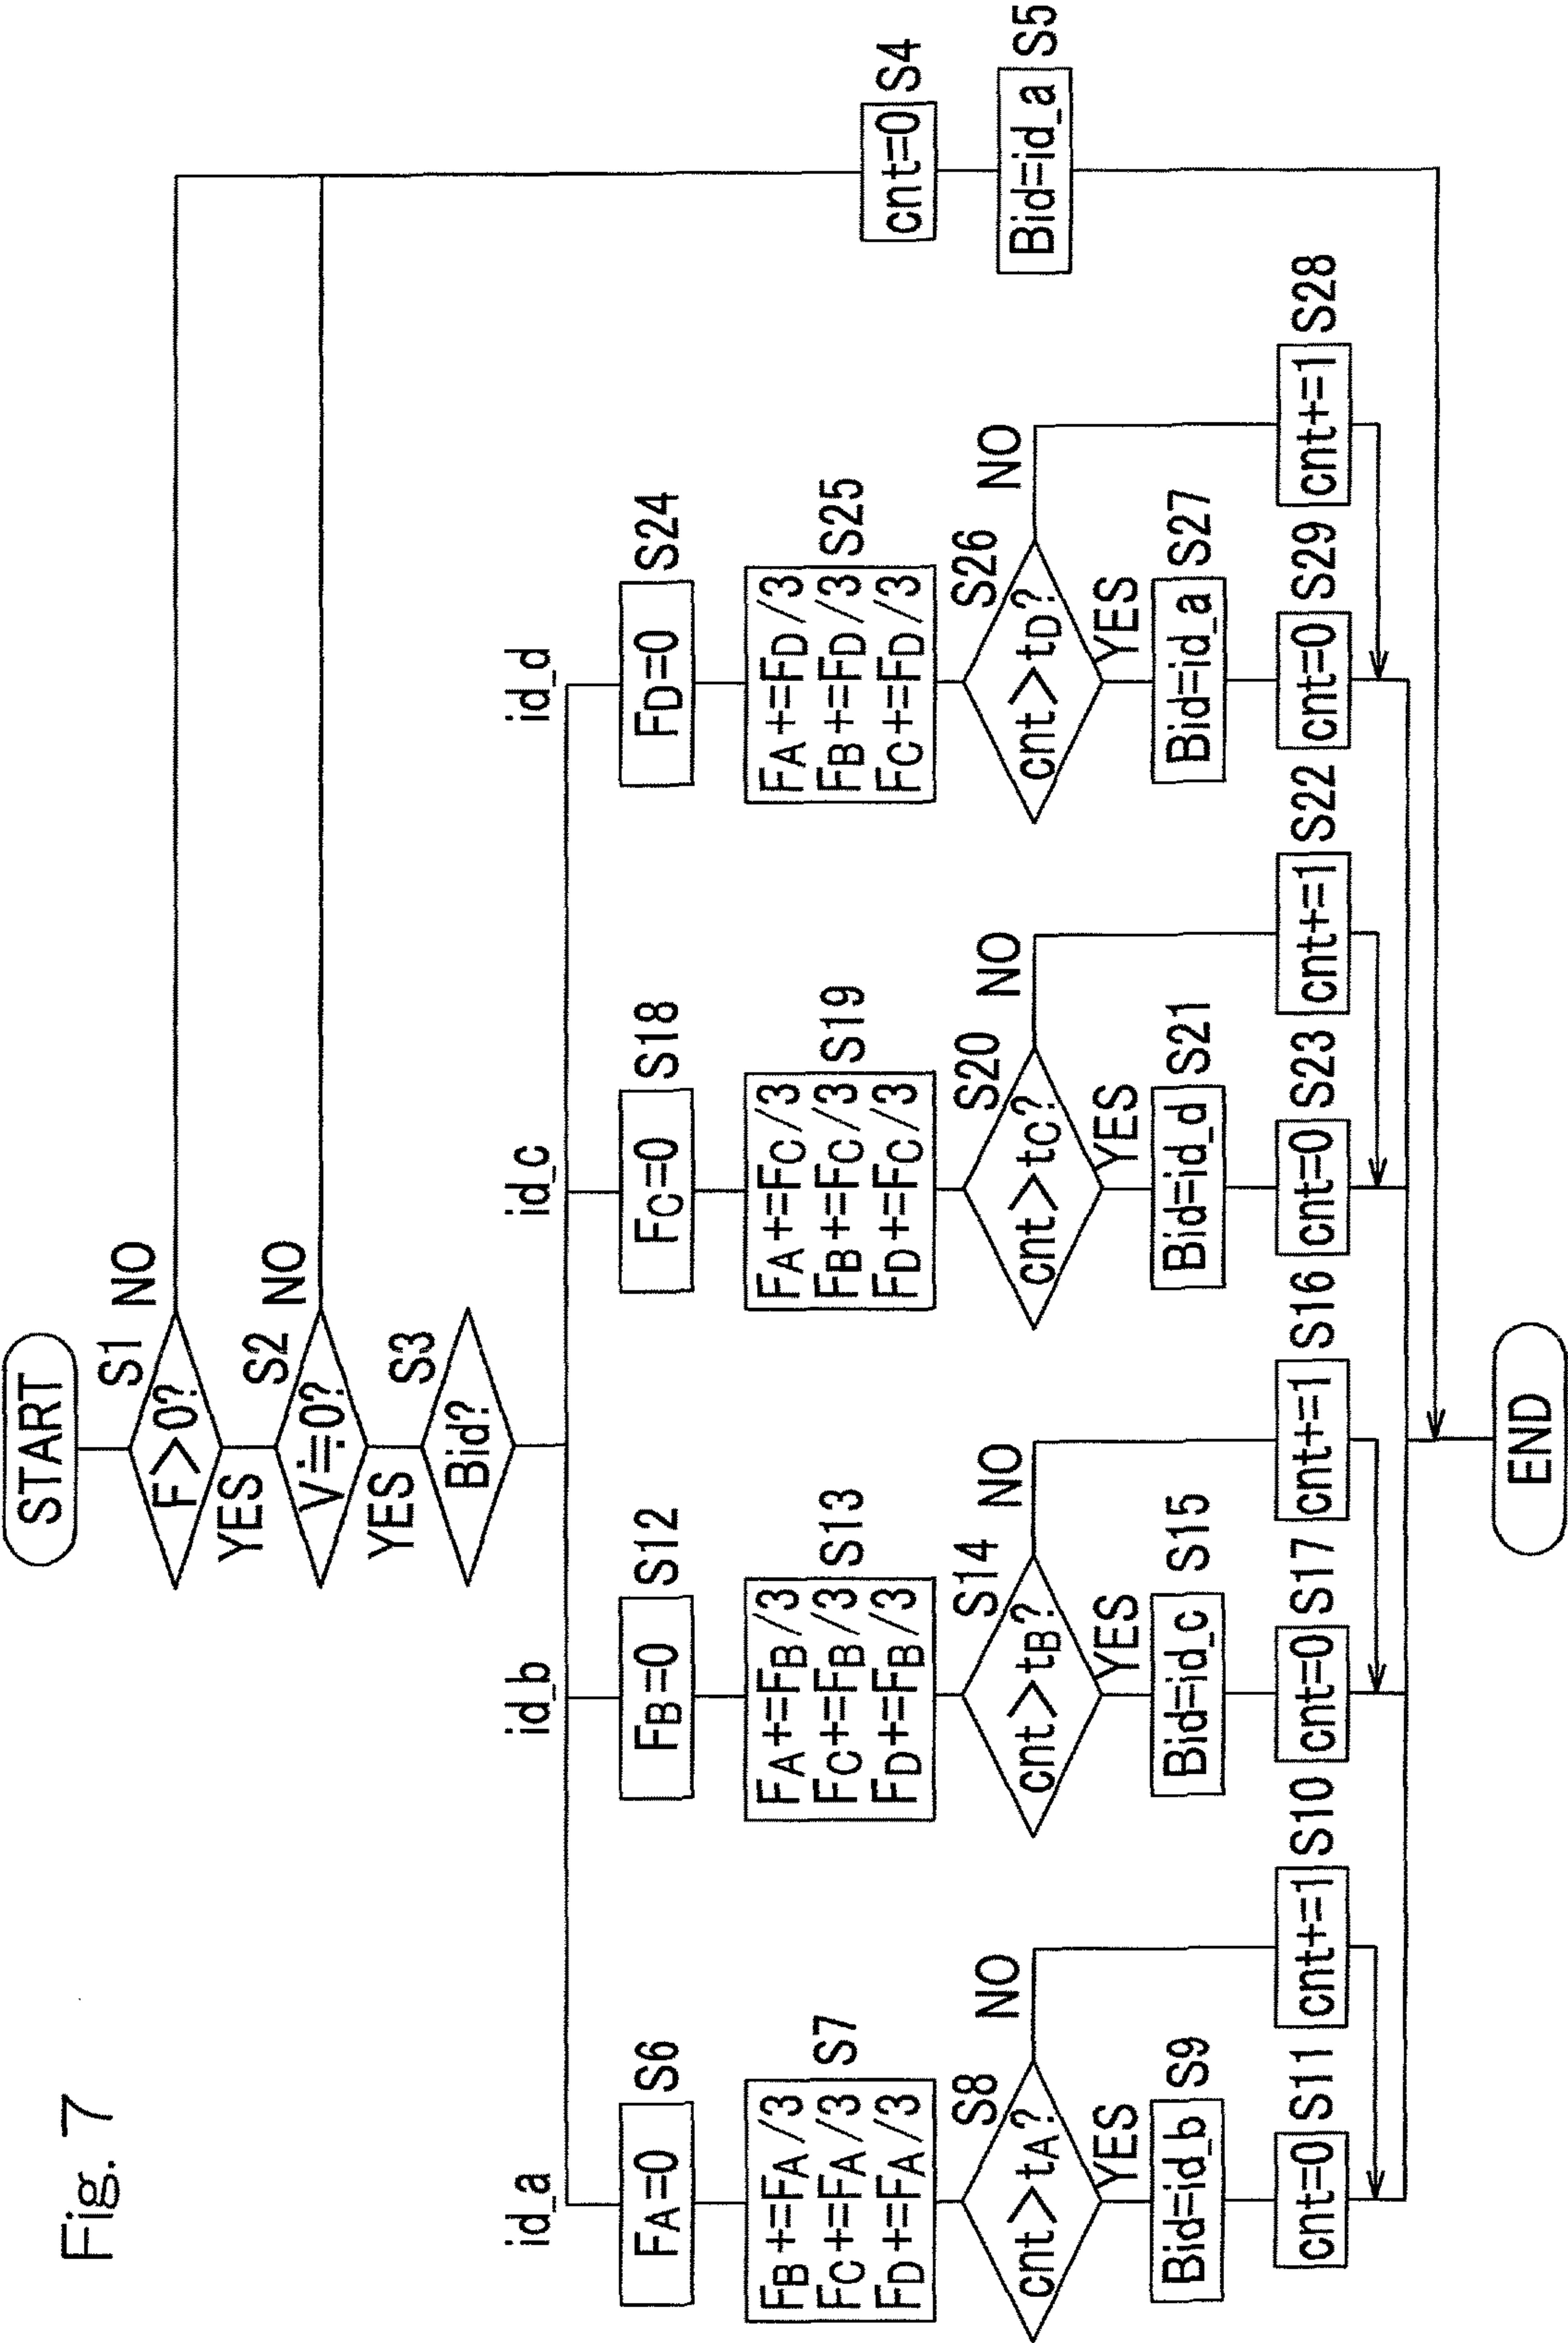 Fig. 7
START
F>0? S1 NO
YES
V≒0? S2 NO
YES
Bid? S3
id_a
FA=0 S6
FB+=FA/3
FC+=FA/3
FD+=FA/3
S7
cnt>tA? S8 NO
YES
Bid=id_b S9
cnt=0 S11
cnt+=1 S10
id_b
FB=0 S12
FA+=FB/3
FC+=FB/3
FD+=FB/3
S13
cnt>tB? S14 NO
YES
Bid=id_c S15
cnt=0 S17
cnt+=1 S16
id_c
FC=0 S18
FA+=FC/3
FB+=FC/3
FD+=FC/3
S19
cnt>tC? S20 NO
YES
Bid=id_d S21
cnt=0 S23
cnt+=1 S22
id_d
FD=0 S24
FA+=FD/3
FB+=FD/3
FC+=FD/3
S25
cnt>tD? S26 NO
YES
Bid=id_a S27
cnt=0 S29
cnt+=1 S28
cnt=0 S4
Bid=id_a S5
END